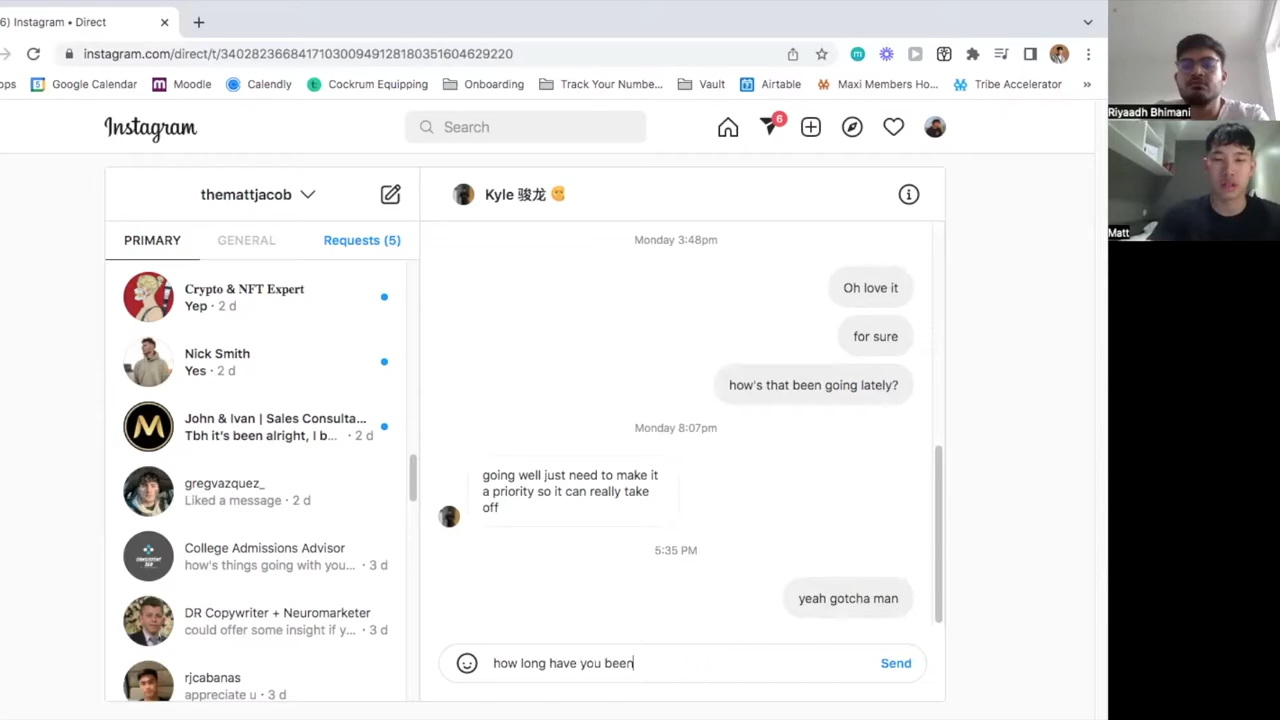 6) Instagram • Direct
instagram.com/direct/t/340282366841710300949128180351604629220
ops
Google Calendar
Moodle
Calendly
Cockrum Equipping
Onboarding
Track Your Numbe...
Vault
Airtable
Maxi Members Ho...
Tribe Accelerator
»
Instagram
Search
6
themattjacob
Kyle 骏龙
PRIMARY
GENERAL
Requests (5)
Crypto & NFT Expert
Yep · 2 d
Nick Smith
Yes · 2 d
John & Ivan | Sales Consulta...
Tbh it's been alright, I b... · 2 d
gregvazquez_
Liked a message · 2 d
College Admissions Advisor
how's things going with you... · 3 d
DR Copywriter + Neuromarketer
could offer some insight if y... · 3 d
rjcabanas
appreciate u · 3 d
Monday 3:48pm
Oh love it
for sure
how's that been going lately?
Monday 8:07pm
going well just need to make it
a priority so it can really take
off
5:35 PM
yeah gotcha man
how long have you been
Send
Riyaadh Bhimani
Matt